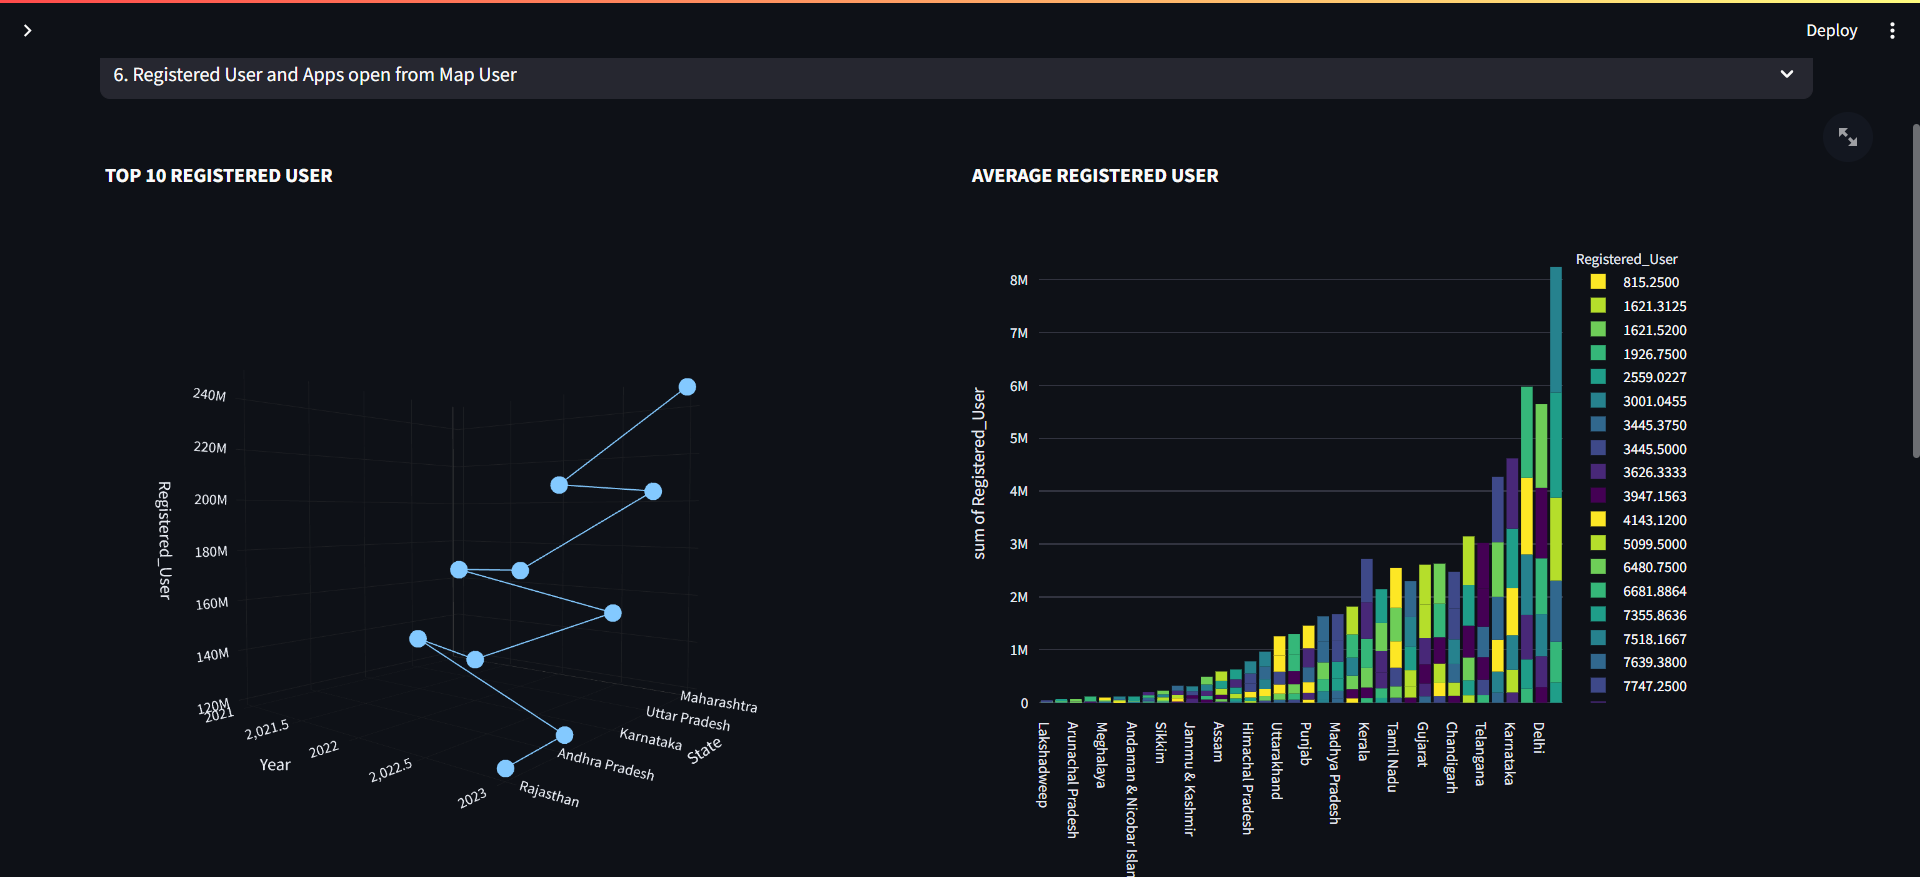 Deploy
6. Registered User and Apps open from Map User
TOP 10 REGISTERED USER
240M
220M
200M
180M
160M
140M
120M
Registered_User
2021
2,021.5
2022
2,022.5
2023
Year
Maharashtra
Uttar Pradesh
Karnataka
Andhra Pradesh
Rajasthan
State
AVERAGE REGISTERED USER
8M
7M
6M
5M
4M
3M
2M
1M
0
sum of Registered_User
Lakshadweep
Arunachal Pradesh
Meghalaya
Andaman & Nicobar Islan
Sikkim
Jammu & Kashmir
Assam
Himachal Pradesh
Uttarakhand
Punjab
Madhya Pradesh
Kerala
Tamil Nadu
Gujarat
Chandigarh
Telangana
Karnataka
Delhi
Registered_User
815.2500
1621.3125
1621.5200
1926.7500
2559.0227
3001.0455
3445.3750
3445.5000
3626.3333
3947.1563
4143.1200
5099.5000
6480.7500
6681.8864
7355.8636
7518.1667
7639.3800
7747.2500